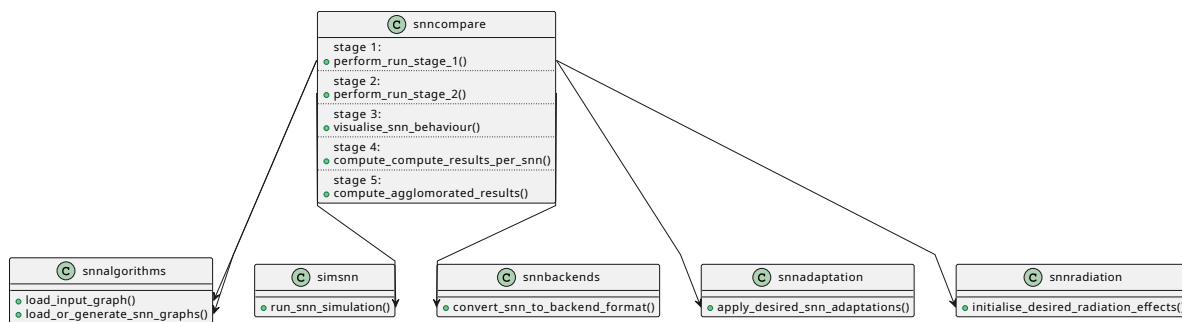 C snncompare
stage 1:
perform_run_stage_1()
stage 2:
perform_run_stage_2()
stage 3:
visualise_snn_behaviour()
stage 4:
compute_compute_results_per_snn()
stage 5:
compute_agglomorated_results()
C snnalgorithms
load_input_graph()
load_or_generate_snn_graphs()
C simsnn
run_snn_simulation()
C snnbackends
convert_snn_to_backend_format()
C snnadaptation
apply_desired_snn_adaptations()
C snnradiation
initialise_desired_radiation_effects()